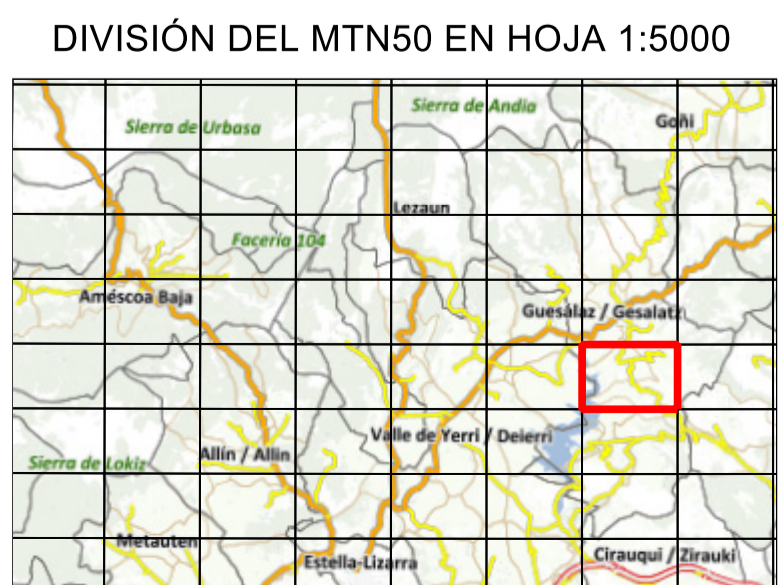 DIVISIÓN DEL MTN50 EN HOJA 1:5000
Sierra de Andia
Sierra de Urbasa
Goñi
Lezaun
Facería 104
Améscoa Baja
Guesálaz / Gesalatz
Valle de Yerri / Deierri
Allín / Allin
Sierra de Lokiz
Metauten
Estella-Lizarra
Cirauqui / Zirauki